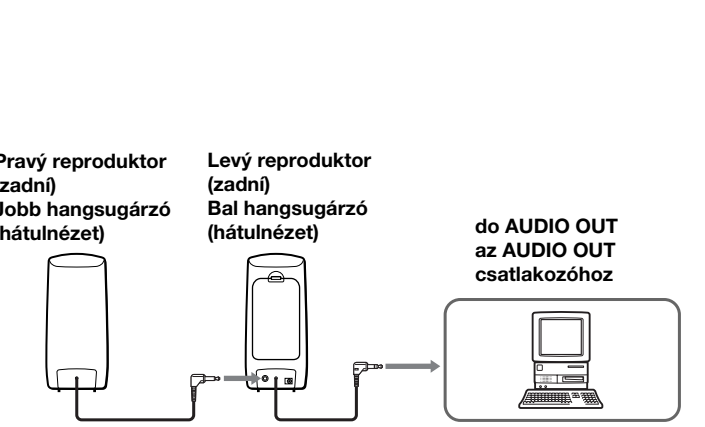 Pravý reproduktor
(zadní)
Jobb hangsugárzó
(hátulnézet)
Levý reproduktor
(zadní)
Bal hangsugárzó
(hátulnézet)
do AUDIO OUT
az AUDIO OUT
csatlakozóhoz